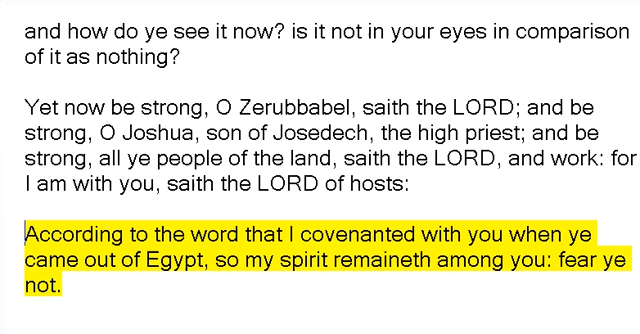 and how do ye see it now? is it not in your eyes in comparison
of it as nothing?
Yet now be strong, O Zerubbabel, saith the LORD; and be
strong, O Joshua, son of Josedech, the high priest; and be
strong, all ye people of the land, saith the LORD, and work: for
I am with you, saith the LORD of hosts:
According to the word that I covenanted with you when ye
came out of Egypt, so my spirit remaineth among you: fear ye
not.